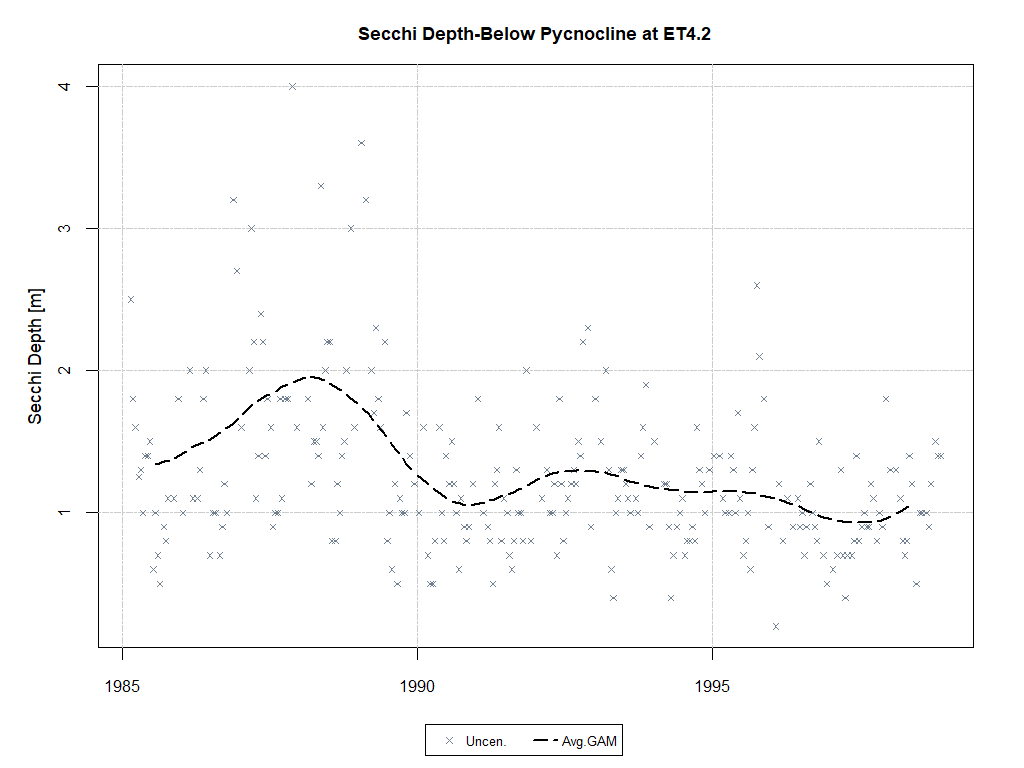 Secchi Depth-Below Pycnocline at ET4.2
Secchi Depth [m]
4
3
2
1
1985 1990 1995
Uncen. Avg.GAM